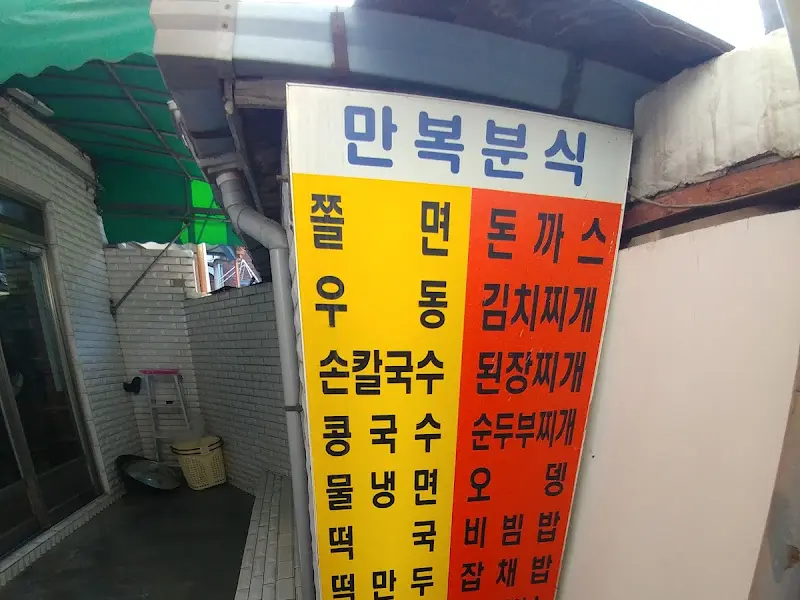 만복분식
쫄면
우동
손칼국수
콩국수
물냉면
떡국
떡만두
돈까스
김치찌개
된장찌개
순두부찌개
오뎅
비빔밥
잡채밥